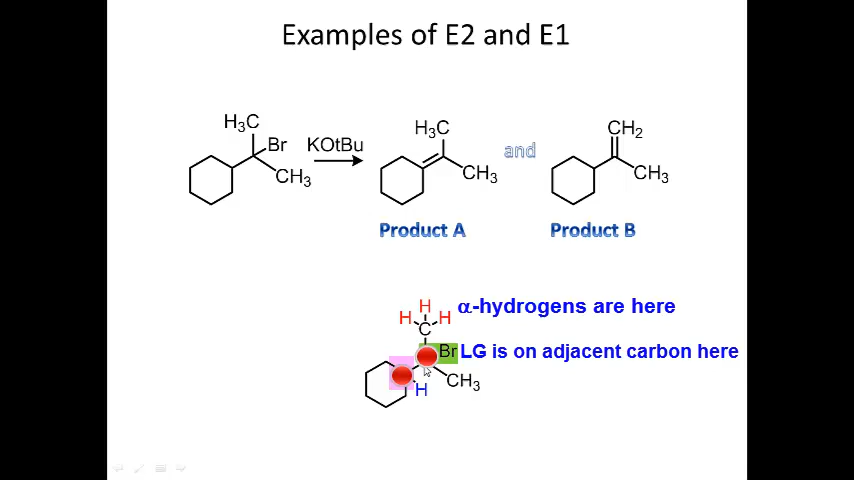 Examples of E2 and E1
H₃C
Br
CH₃
KOtBu
H₃C
CH₃
and
CH₂
CH₃
Product A
Product B
H
H
H
C
α-hydrogens are here
Br
LG is on adjacent carbon here
CH₃
H